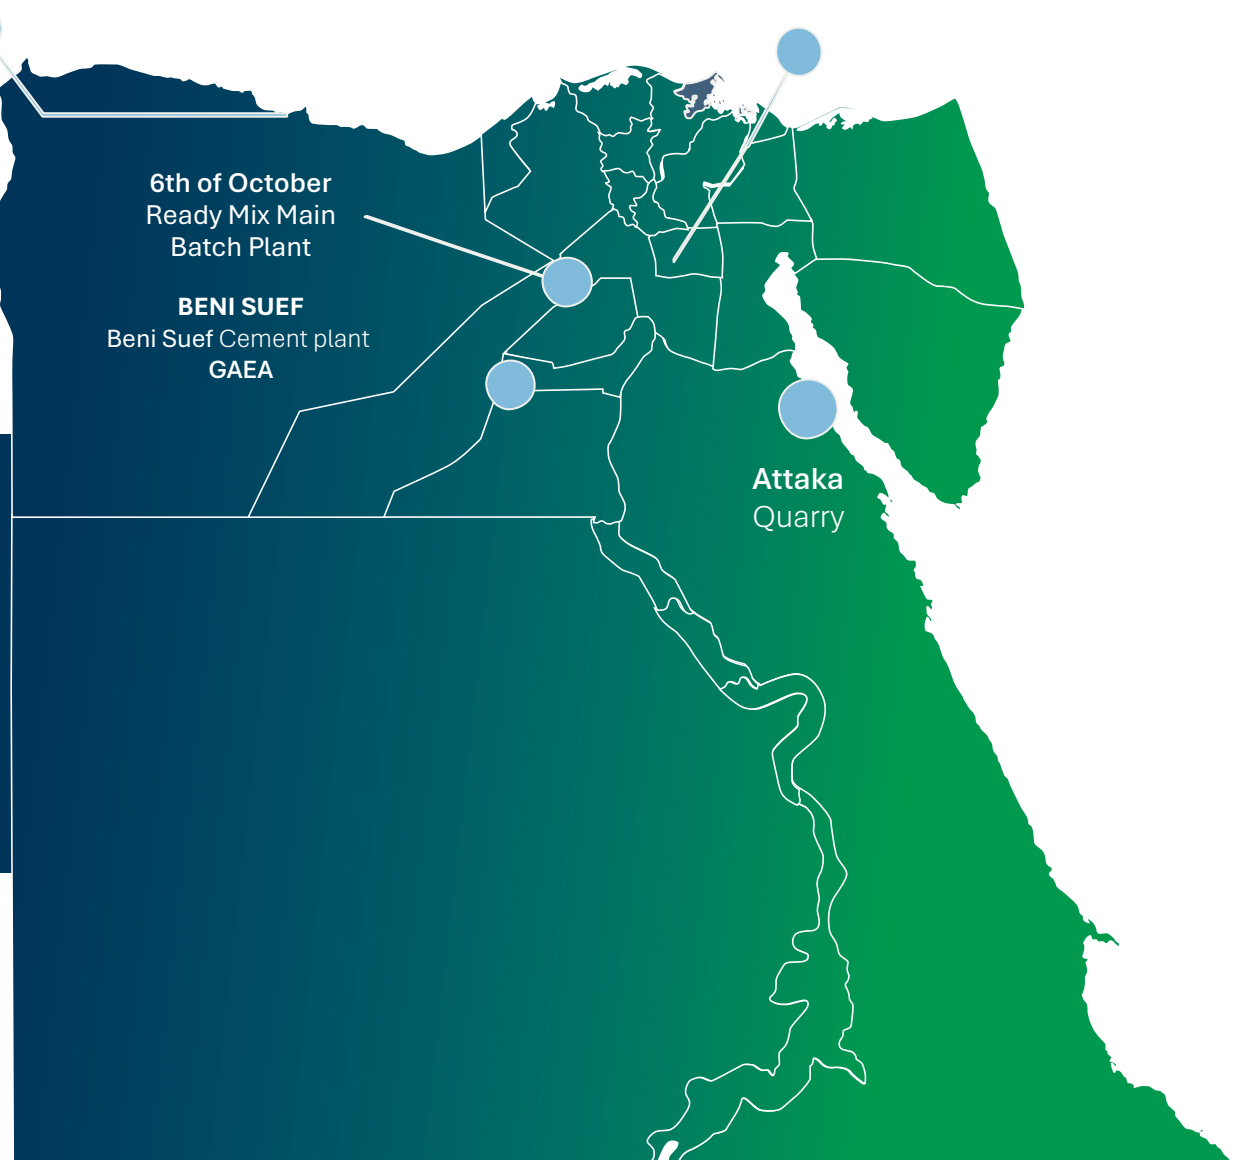 6th of October
Ready Mix Main
Batch Plant
BENI SUEF
Beni Suef Cement plant
GAEA
Attaka
Quarry